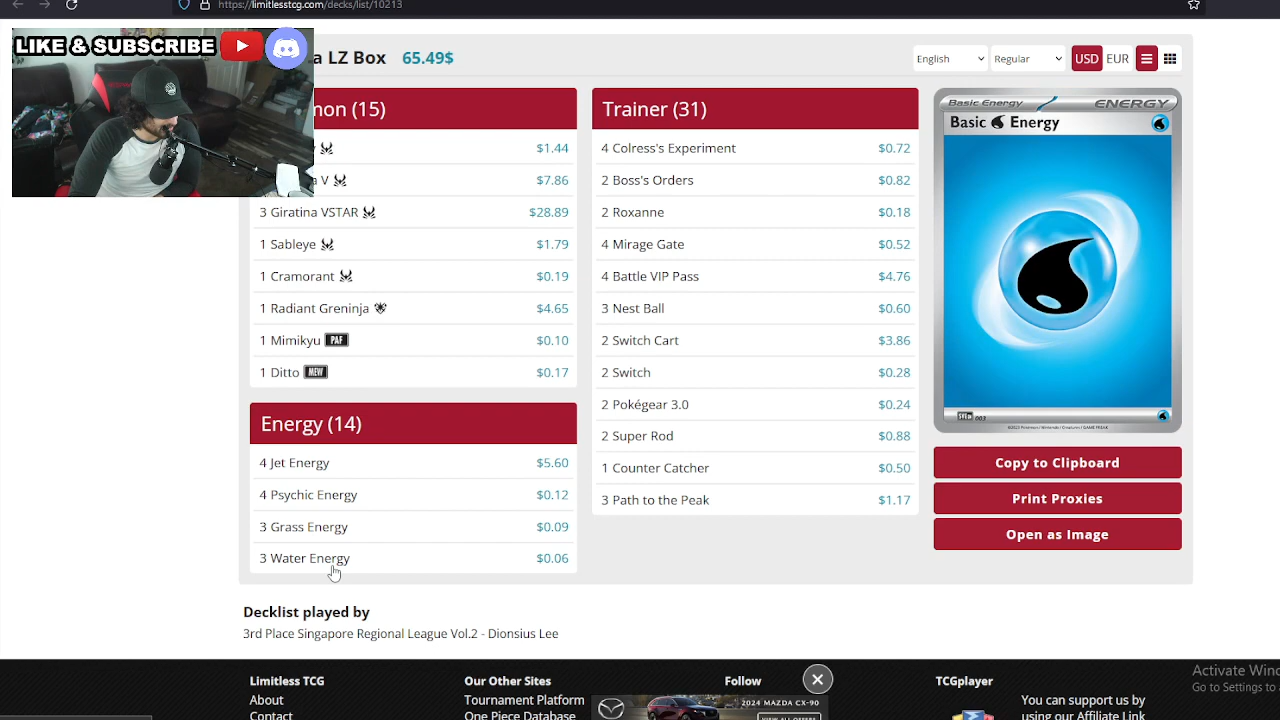 https://limitlesstcg.com/decks/list/10213
LIKE & SUBSCRIBE
a LZ Box 65.49$
English Regular USD EUR
mon (15)
$1.44
a V $7.86
3 Giratina VSTAR $28.89
1 Sableye $1.79
1 Cramorant $0.19
1 Radiant Greninja $4.65
1 Mimikyu PAF $0.10
1 Ditto MEW $0.17
Energy (14)
4 Jet Energy $5.60
4 Psychic Energy $0.12
3 Grass Energy $0.09
3 Water Energy $0.06
Trainer (31)
4 Colress's Experiment $0.72
2 Boss's Orders $0.82
2 Roxanne $0.18
4 Mirage Gate $0.52
4 Battle VIP Pass $4.76
3 Nest Ball $0.60
2 Switch Cart $3.86
2 Switch $0.28
2 Pokégear 3.0 $0.24
2 Super Rod $0.88
1 Counter Catcher $0.50
3 Path to the Peak $1.17
Basic Energy ENERGY
Basic Energy
003
Copy to Clipboard
Print Proxies
Open as Image
Decklist played by
3rd Place Singapore Regional League Vol.2 - Dionsius Lee
Limitless TCG
About
Contact
Our Other Sites
Tournament Platform
One Piece Database
Follow
2024 MAZDA CX-90
VIEW ALL OFFERS
TCGplayer
You can support us by
using our Affiliate Link
Activate Wind
Go to Settings to